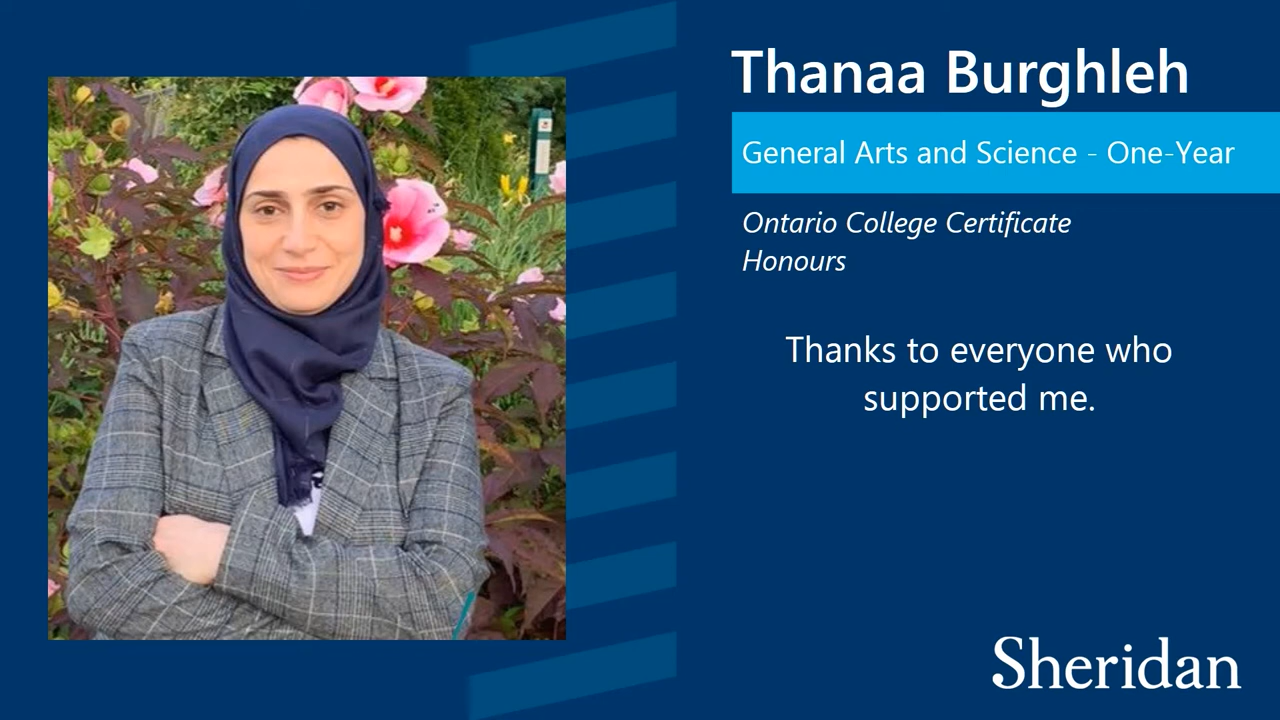 Thanaa Burghleh
General Arts and Science - One-Year
Ontario College Certificate
Honours
Thanks to everyone who
supported me.
Sheridan